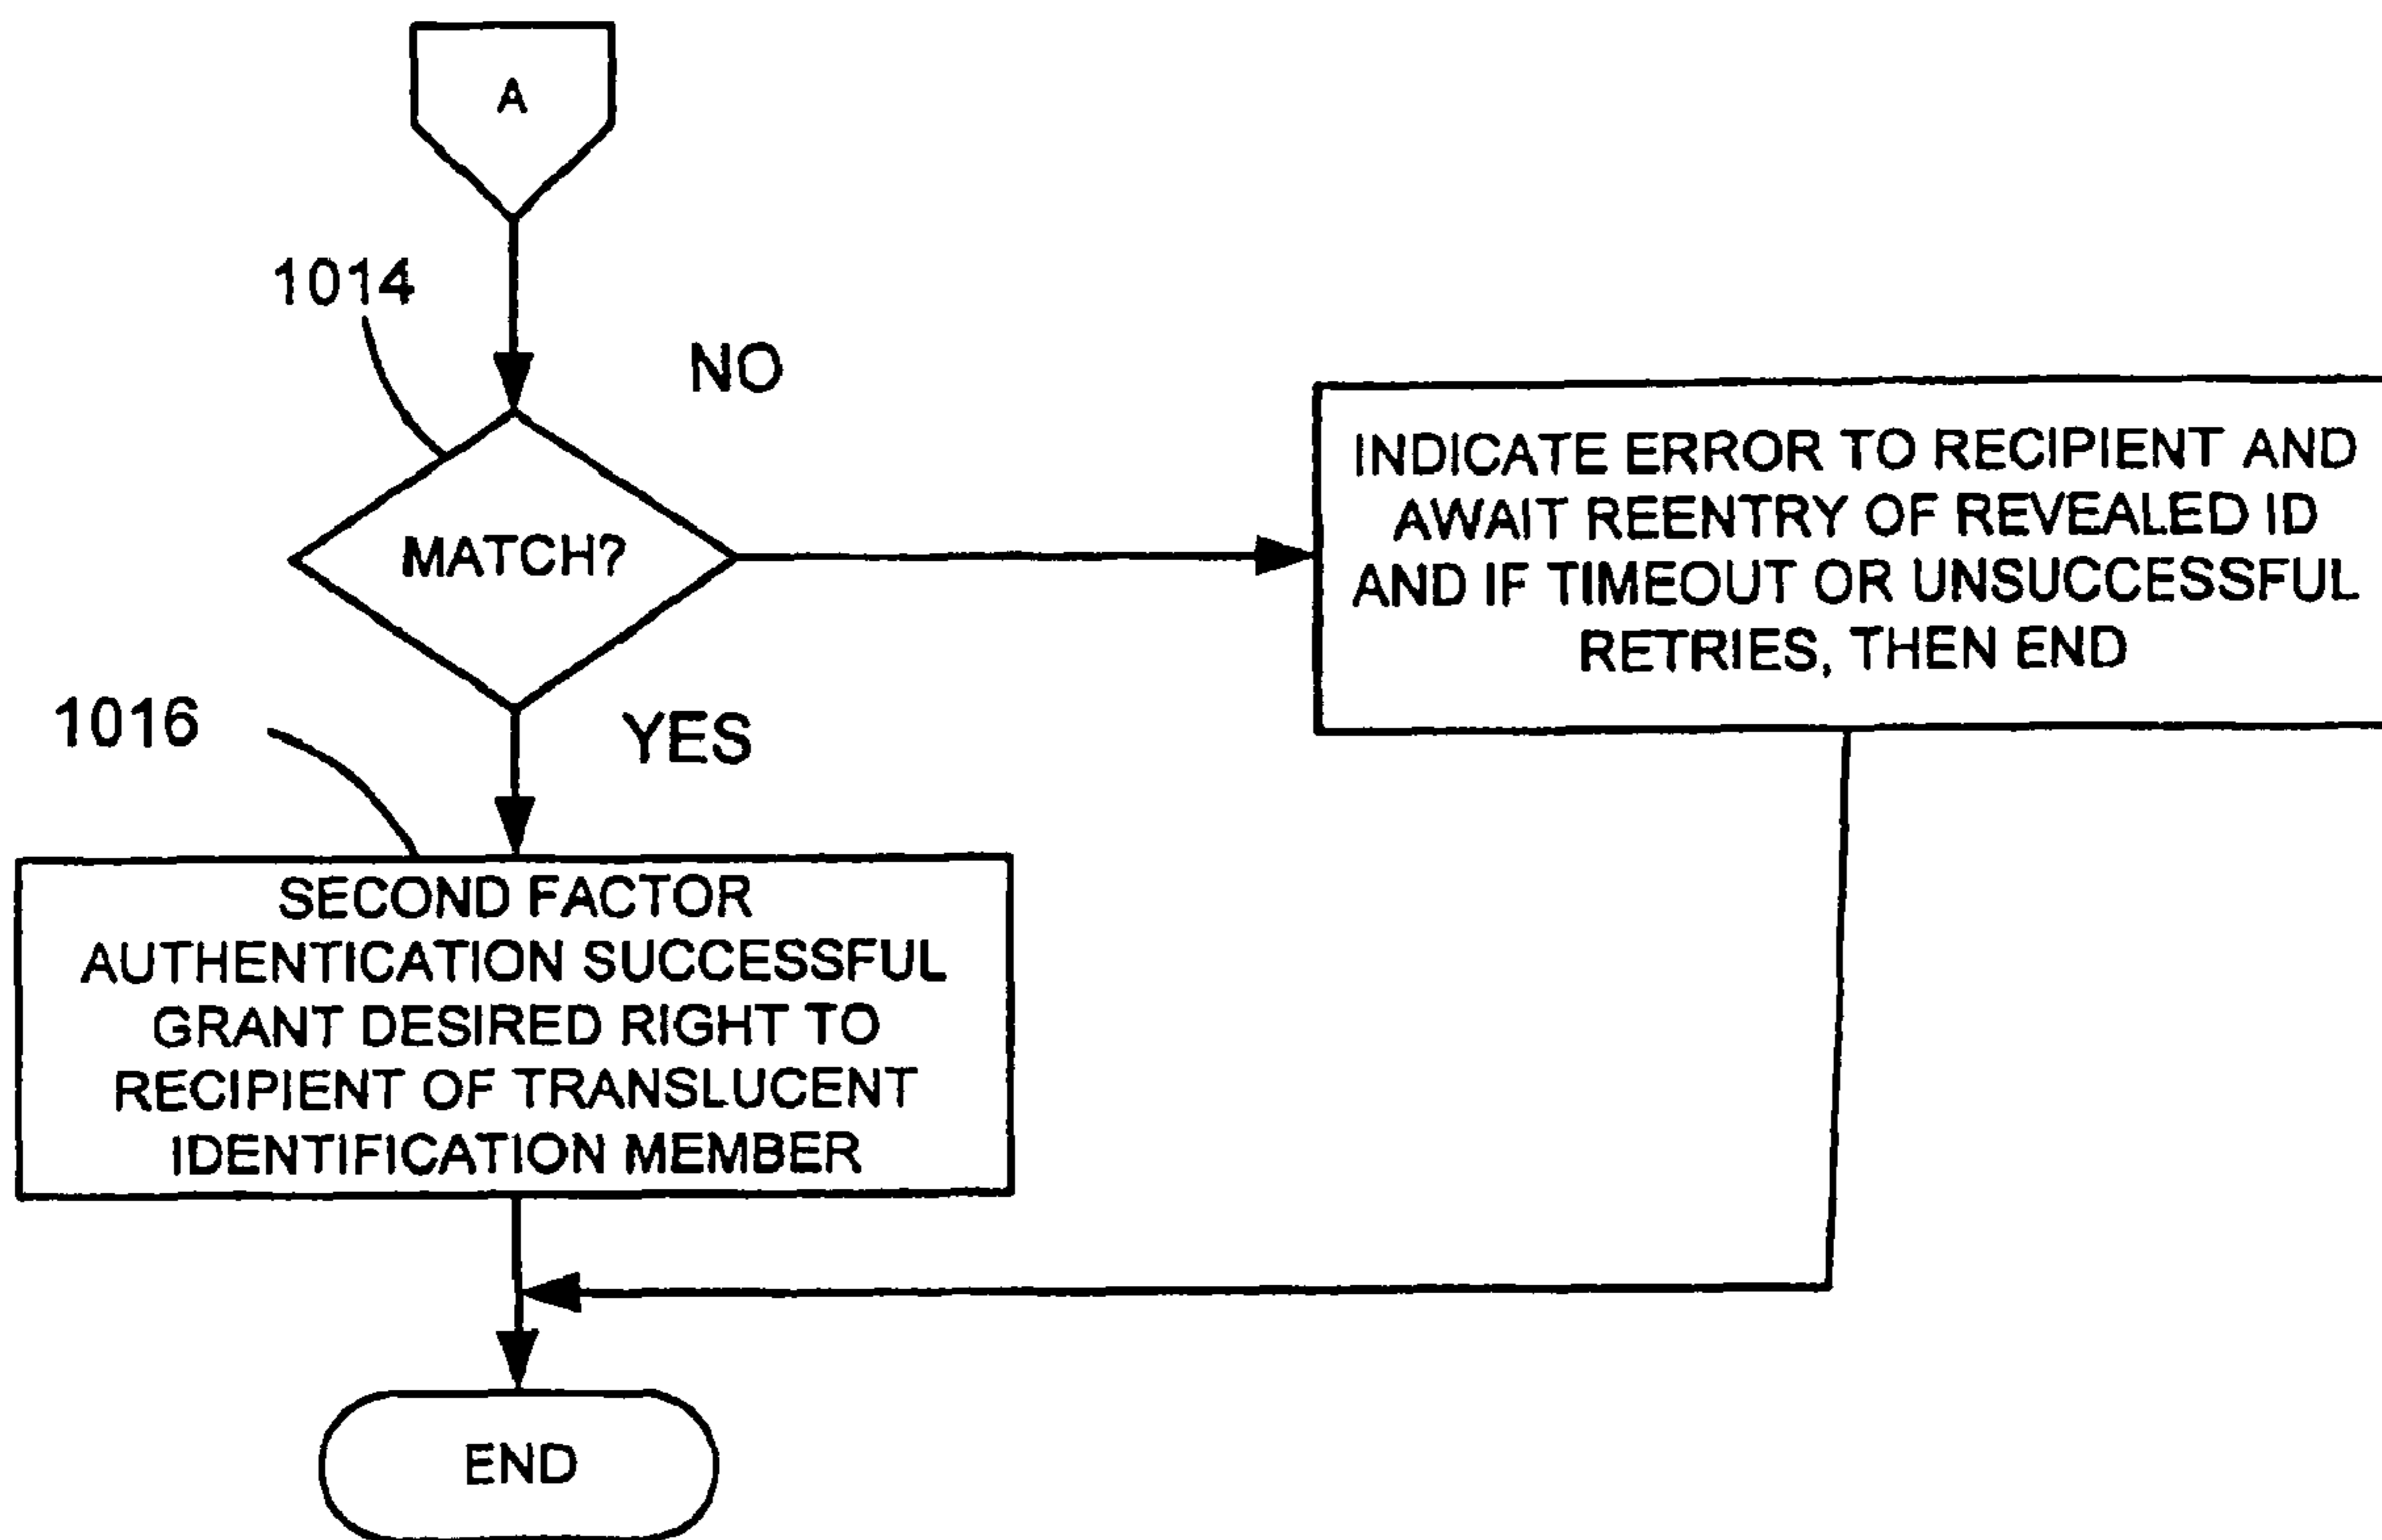 A
1014
NO
MATCH?
INDICATE ERROR TO RECIPIENT AND
AWAIT REENTRY OF REVEALED ID
AND IF TIMEOUT OR UNSUCCESSFUL
RETRIES, THEN END
1016
YES
SECOND FACTOR
AUTHENTICATION SUCCESSFUL
GRANT DESIRED RIGHT TO
RECIPIENT OF TRANSLUCENT
IDENTIFICATION MEMBER
END